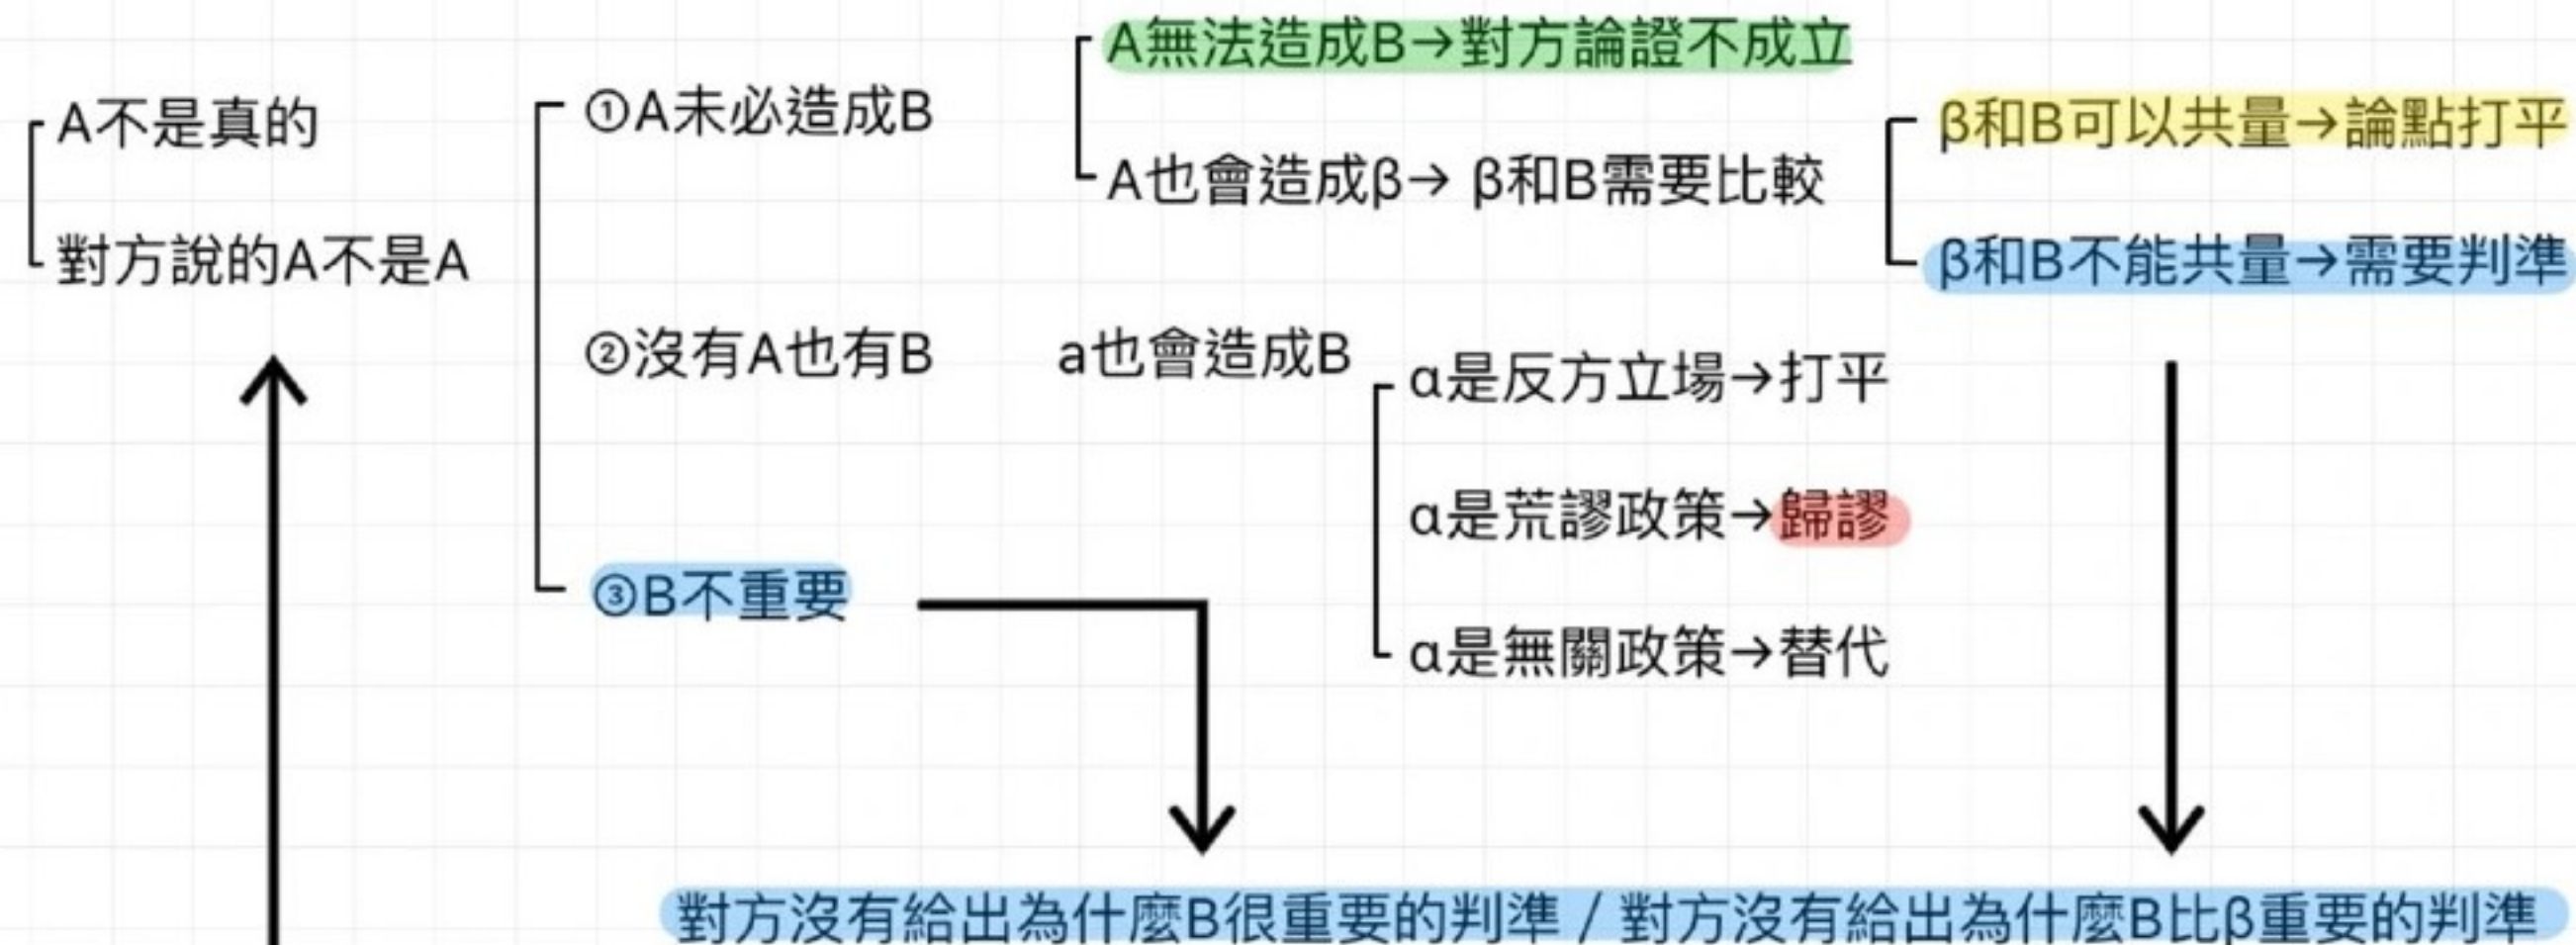 A不是真的
對方說的A不是A
①A未必造成B
A無法造成B→對方論證不成立
A也會造成β→ β和B需要比較
β和B可以共量→論點打平
β和B不能共量→需要判準
②沒有A也有B
a也會造成B
α是反方立場→打平
α是荒謬政策→歸謬
α是無關政策→替代
③B不重要
對方沒有給出為什麼B很重要的判準 / 對方沒有給出為什麼B比β重要的判準